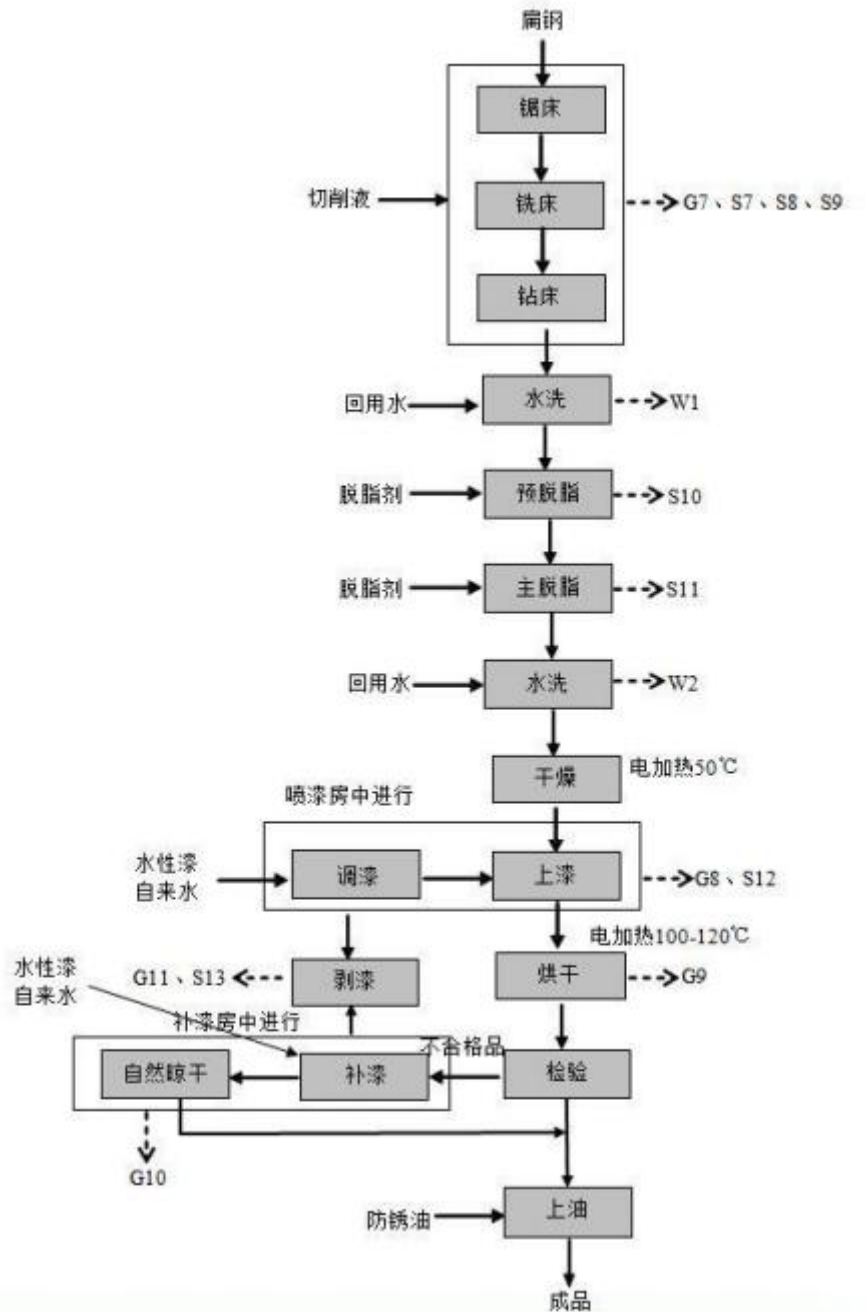 扁钢
锯床
切削液
铣床
G7、S7、S8、S9
钻床
回用水
水洗
W1
脱脂剂
预脱脂
S10
脱脂剂
主脱脂
S11
回用水
水洗
W2
干燥
电加热50℃
喷漆房中进行
水性漆
自来水
调漆
上漆
G8、S12
电加热100-120℃
水性漆
自来水
G11、S13
剥漆
烘干
G9
补漆房中进行
不合格品
自然晾干
补漆
检验
G10
防锈油
上油
成品